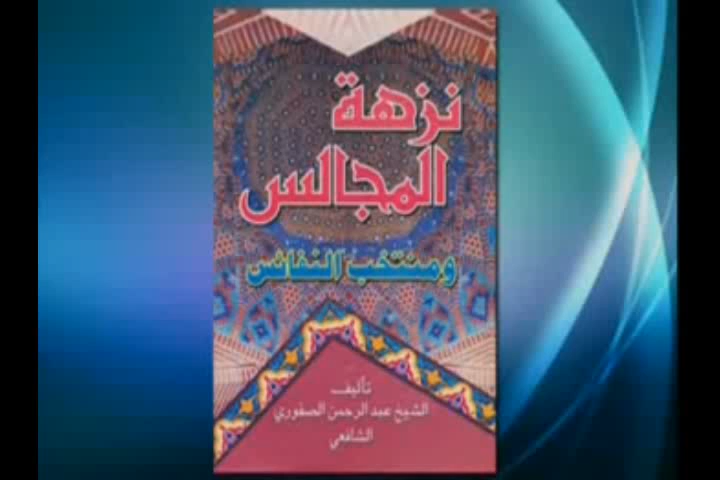 نزهة
المجالس
ومنتخب النفائس
تأليف
الشيخ عبد الرحمن الصفوري
الشافعي